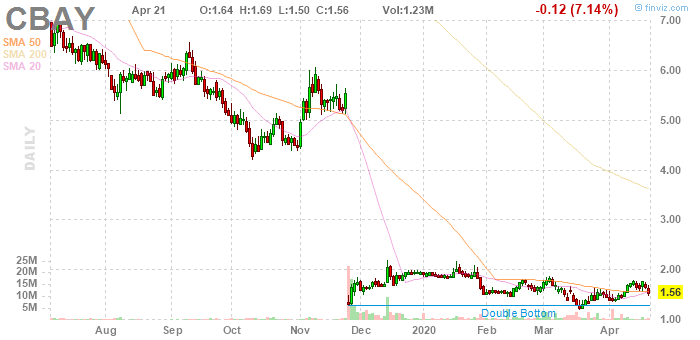 CBAY Apr 21 O:1.64 H:1.69 L:1.50 C:1.56 Vol:1.23M -0.12 (7.14%) © finviz.com
SMA 50
SMA 200
SMA 20
DAILY
7.00
6.00
5.00
4.00
3.00
2.00
1.56
1.00
25M
20M
15M
10M
5M
Double Bottom
Aug Sep Oct Nov Dec 2020 Feb Mar Apr